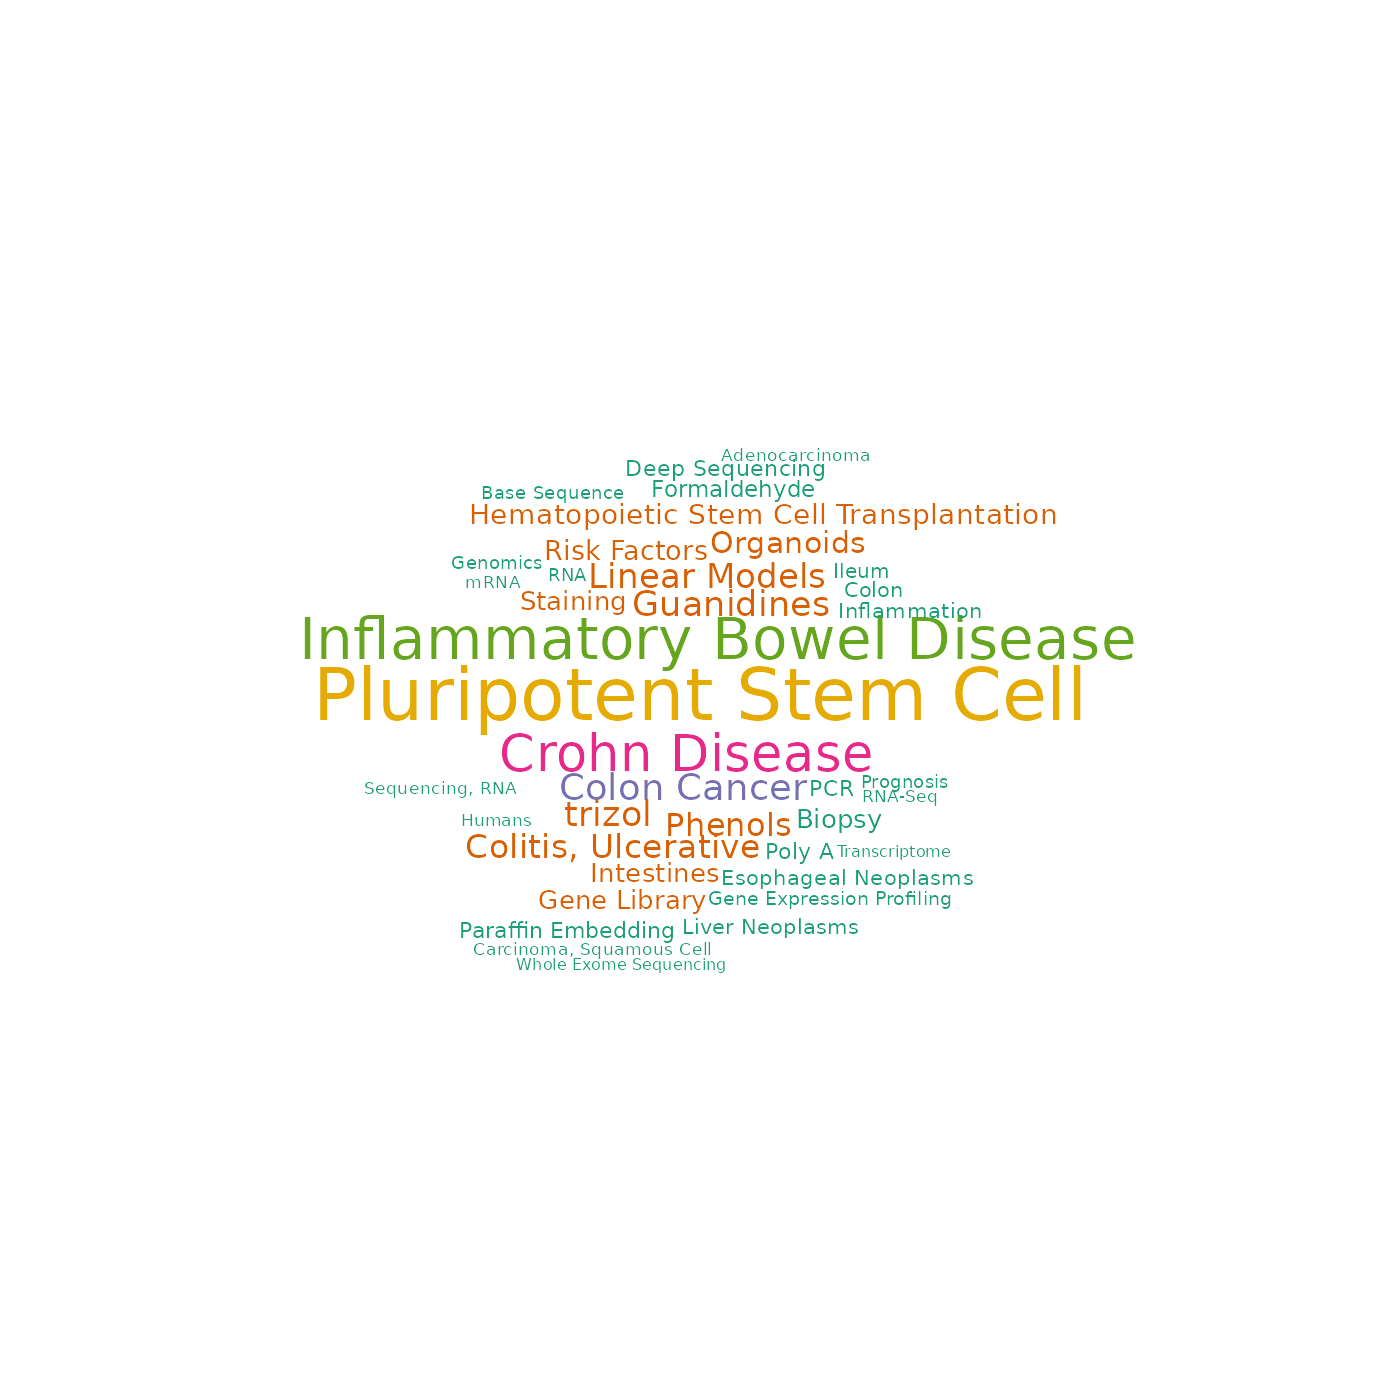 Adenocarcinoma
Deep Sequencing
Base Sequence
Formaldehyde
Hematopoietic Stem Cell Transplantation
Risk Factors
Organoids
Genomics
mRNA
RNA
Linear Models
Ileum
Colon
Staining
Guanidines
Inflammation
Inflammatory Bowel Disease
Pluripotent Stem Cell
Crohn Disease
Sequencing, RNA
Colon Cancer
PCR
Prognosis
RNA-Seq
Humans
trizol
Phenols
Biopsy
Colitis, Ulcerative
Poly A
Transcriptome
Intestines
Esophageal Neoplasms
Gene Library
Gene Expression Profiling
Paraffin Embedding
Liver Neoplasms
Carcinoma, Squamous Cell
Whole Exome Sequencing